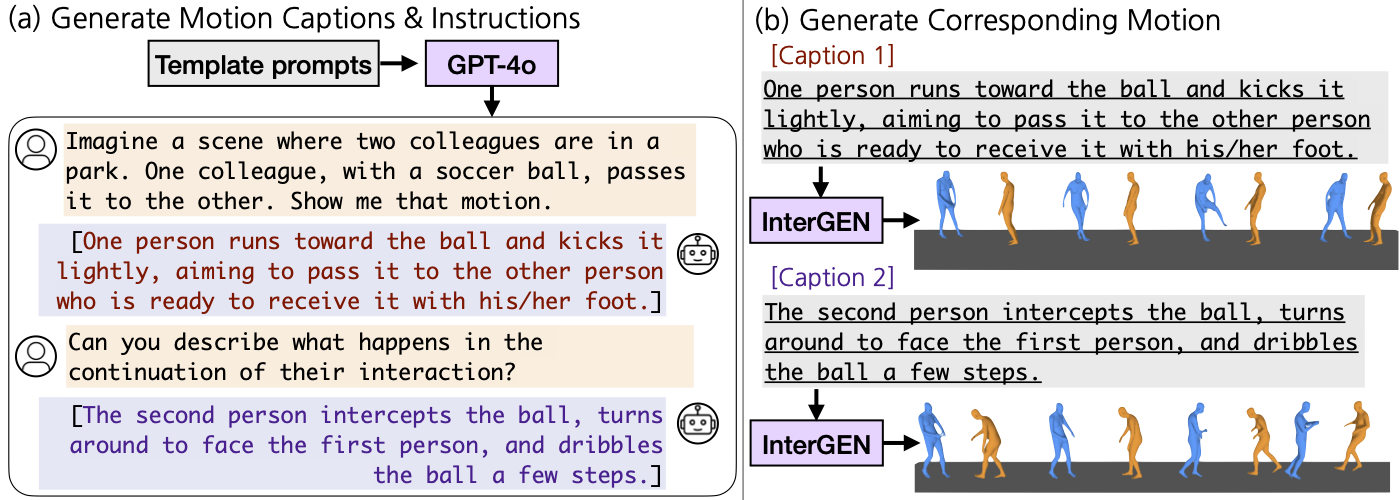 (a) Generate Motion Captions & Instructions
Template prompts
GPT-4o
Imagine a scene where two colleagues are in a
park. One colleague, with a soccer ball, passes
it to the other. Show me that motion.
[One person runs toward the ball and kicks it
lightly, aiming to pass it to the other person
who is ready to receive it with his/her foot.]
Can you describe what happens in the
continuation of their interaction?
[The second person intercepts the ball, turns
around to face the first person, and dribbles
the ball a few steps.]
(b) Generate Corresponding Motion
[Caption 1]
One person runs toward the ball and kicks it
lightly, aiming to pass it to the other person
who is ready to receive it with his/her foot.
InterGEN
[Caption 2]
The second person intercepts the ball, turns
around to face the first person, and dribbles
the ball a few steps.
InterGEN